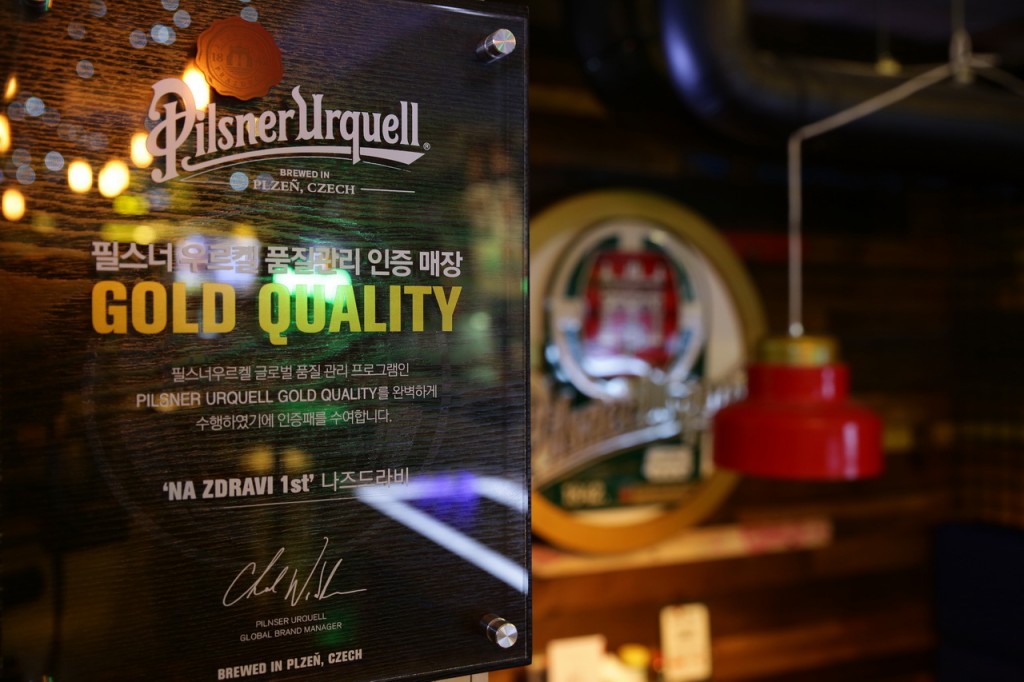 Pilsner Urquell®
BREWED IN
PLZEÑ, CZECH
필스너우르켈 품질관리 인증 매장
GOLD QUALITY
필스너우르켈 글로벌 품질 관리 프로그램인
PILSNER URQUELL GOLD QUALITY를 완벽하게
수행하였기에 인증패를 수여합니다.
‘NA ZDRAVI 1st’ 나즈드라비
PILNSER URQUELL
GLOBAL BRAND MANAGER
BREWED IN PLZEÑ, CZECH